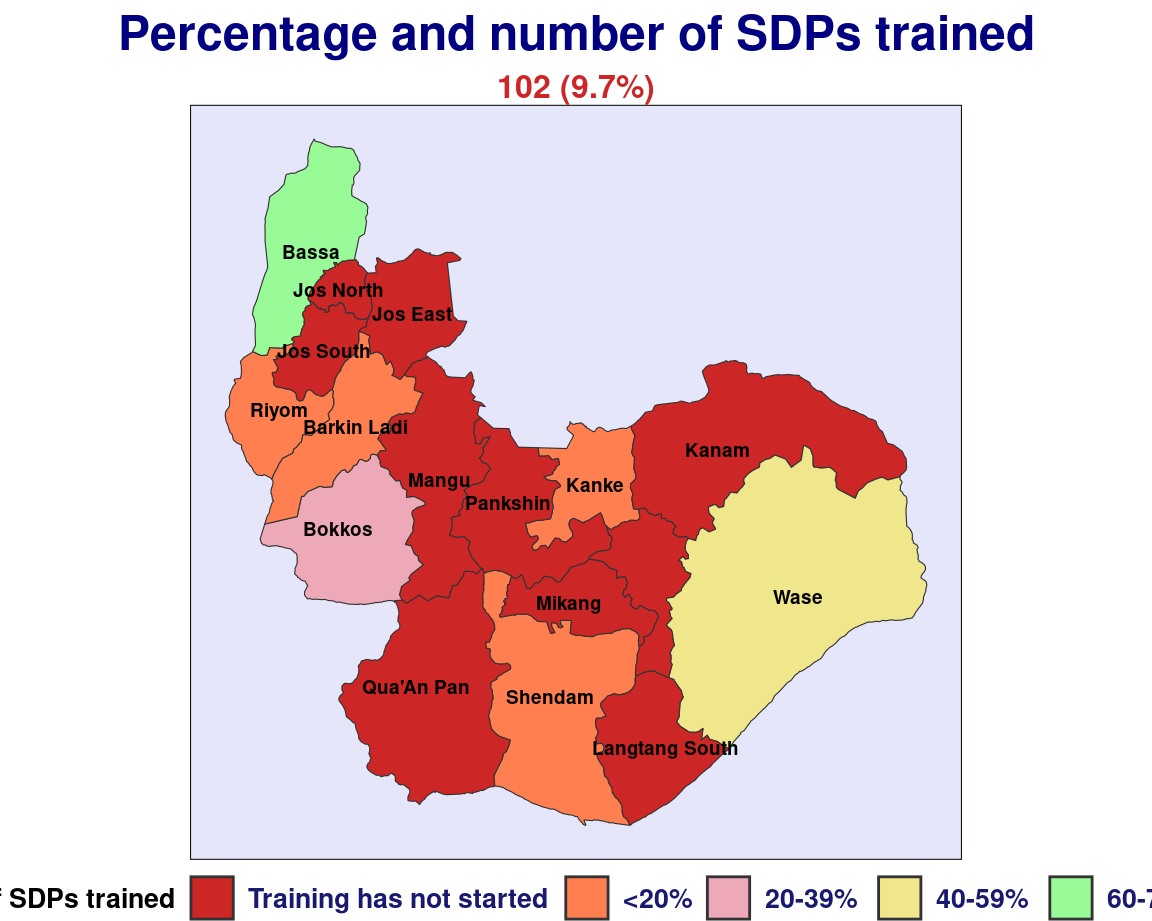 Percentage and number of SDPs trained
102 (9.7%)
Bassa
Jos North
Jos East
Jos South
Riyom
Barkin Ladi
Kanam
Mangu
Kanke
Pankshin
Bokkos
Wase
Mikang
Qua'An Pan
Shendam
Langtang South
SDPs trained Training has not started <20% 20-39% 40-59% 60-7